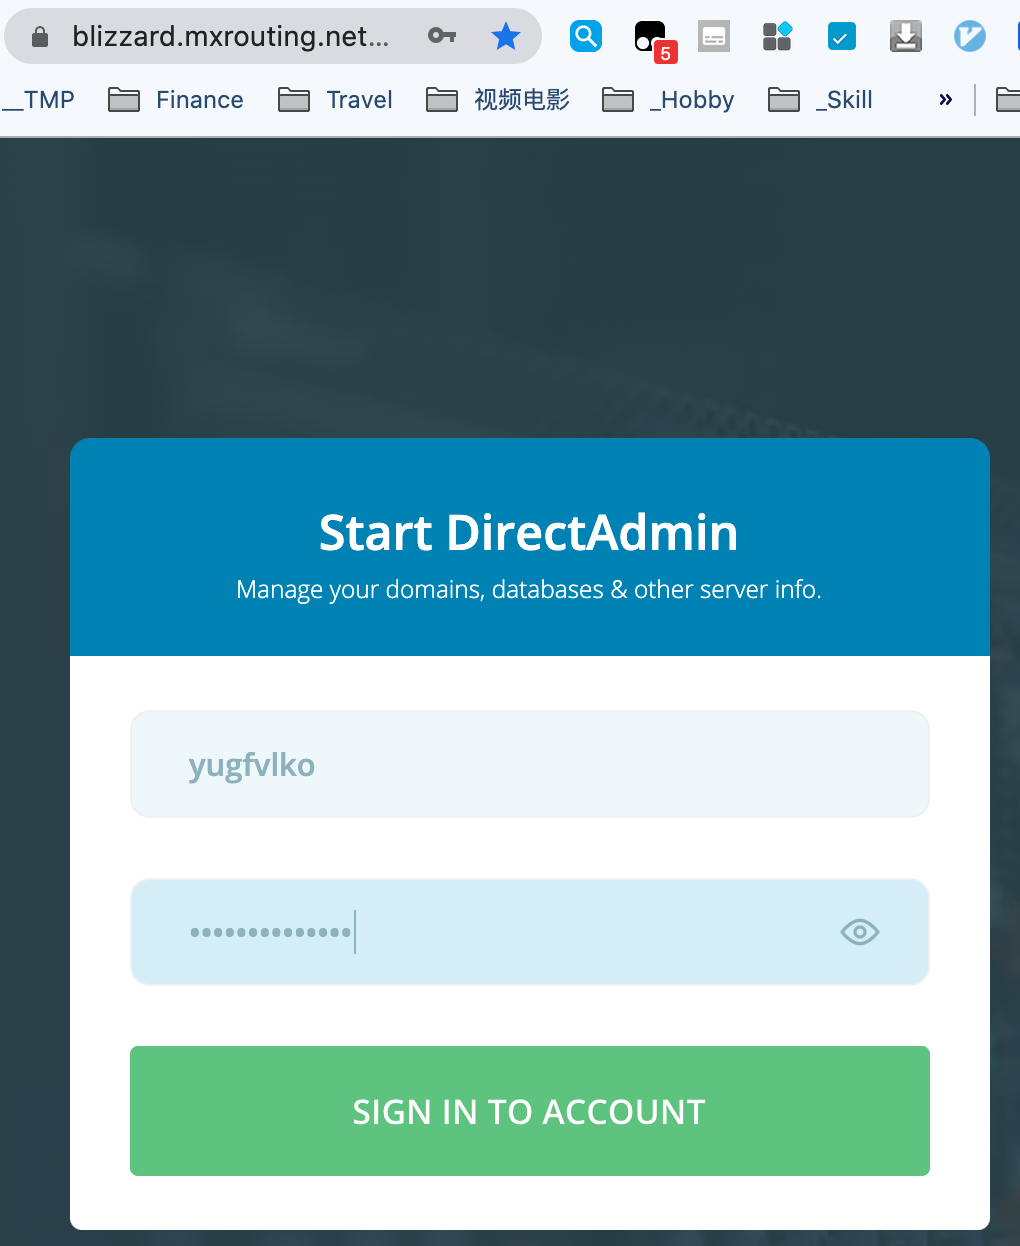 blizzard.mxrouting.net...
5
__TMP Finance Travel 视频电影 _Hobby _Skill »
Start DirectAdmin
Manage your domains, databases & other server info.
yugfvlko
••••••••••••••
SIGN IN TO ACCOUNT